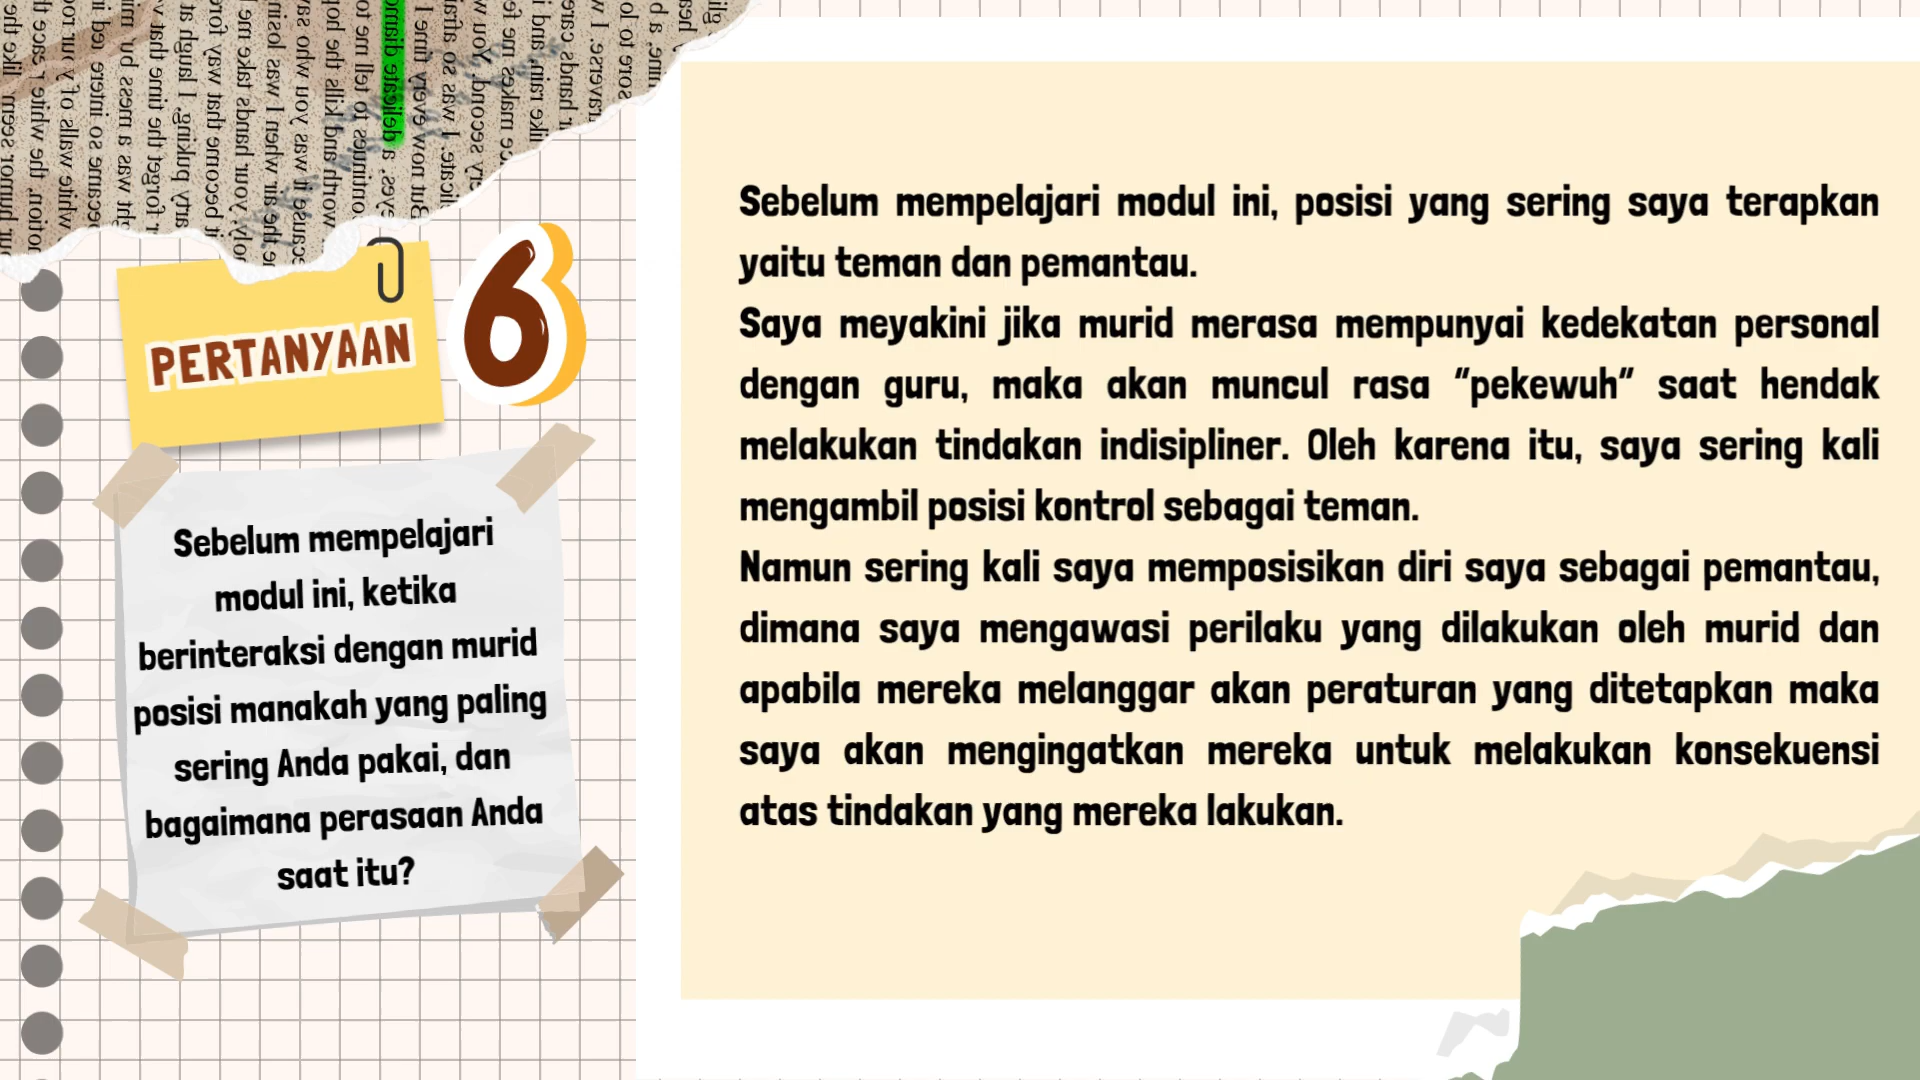 PERTANYAAN
6
Sebelum mempelajari
modul ini, ketika
berinteraksi dengan murid
posisi manakah yang paling
sering Anda pakai, dan
bagaimana perasaan Anda
saat itu?
Sebelum mempelajari modul ini, posisi yang sering saya terapkan
yaitu teman dan pemantau.
Saya meyakini jika murid merasa mempunyai kedekatan personal
dengan guru, maka akan muncul rasa “pekewuh” saat hendak
melakukan tindakan indisipliner. Oleh karena itu, saya sering kali
mengambil posisi kontrol sebagai teman.
Namun sering kali saya memposisikan diri saya sebagai pemantau,
dimana saya mengawasi perilaku yang dilakukan oleh murid dan
apabila mereka melanggar akan peraturan yang ditetapkan maka
saya akan mengingatkan mereka untuk melakukan konsekuensi
atas tindakan yang mereka lakukan.